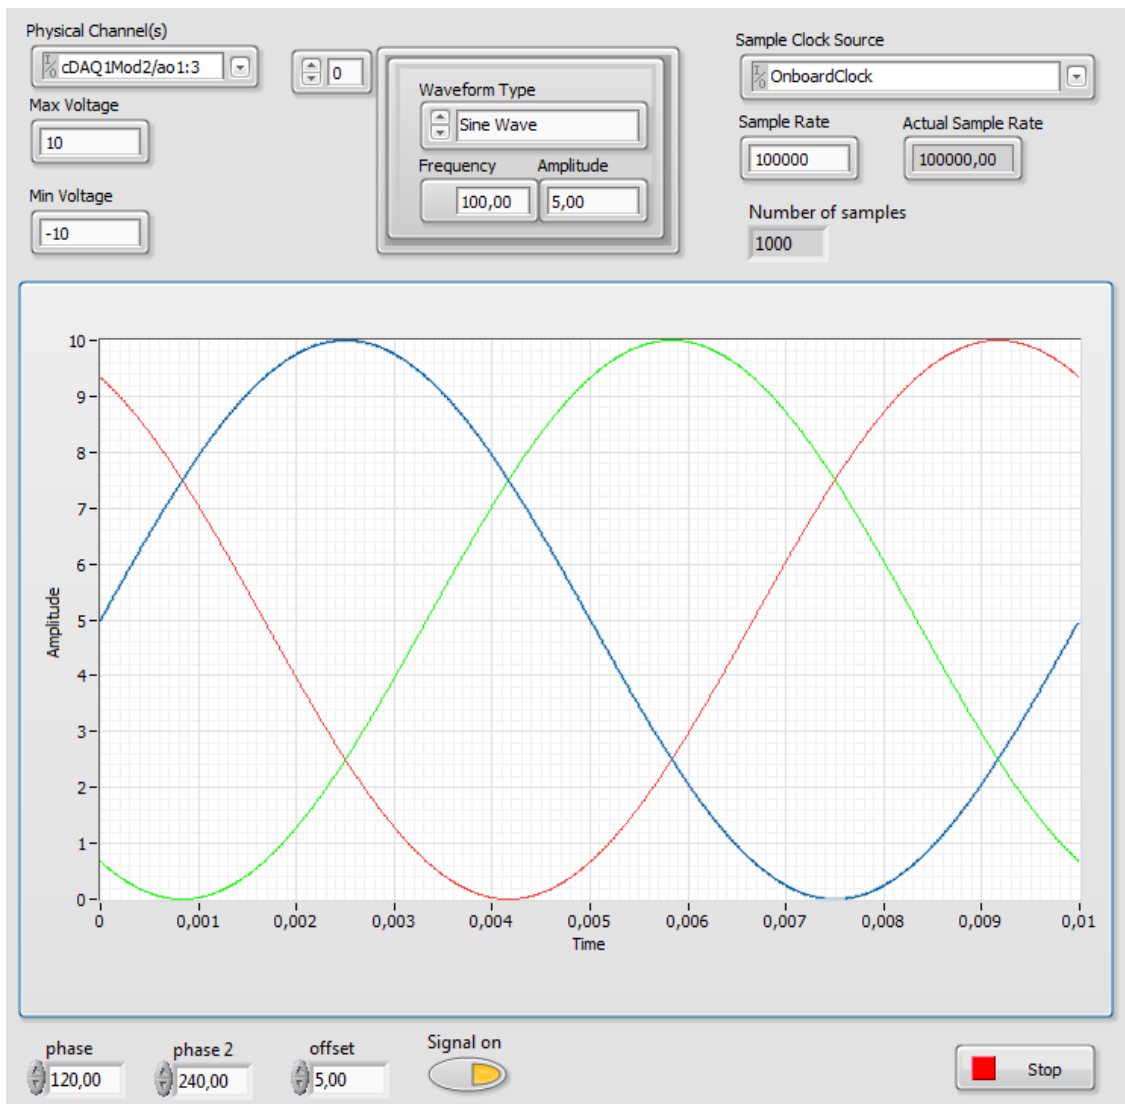 Physical Channel(s)
I/O cDAQ1Mod2/ao1:3
Max Voltage
10
Min Voltage
-10
0
Waveform Type
Sine Wave
Frequency Amplitude
100,00 5,00
Sample Clock Source
I/O OnboardClock
Sample Rate Actual Sample Rate
100000 100000,00
Number of samples
1000
Amplitude
10
9
8
7
6
5
4
3
2
1
0
0 0,001 0,002 0,003 0,004 0,005 0,006 0,007 0,008 0,009 0,01
Time
phase phase 2 offset Signal on
120,00 240,00 5,00 Stop